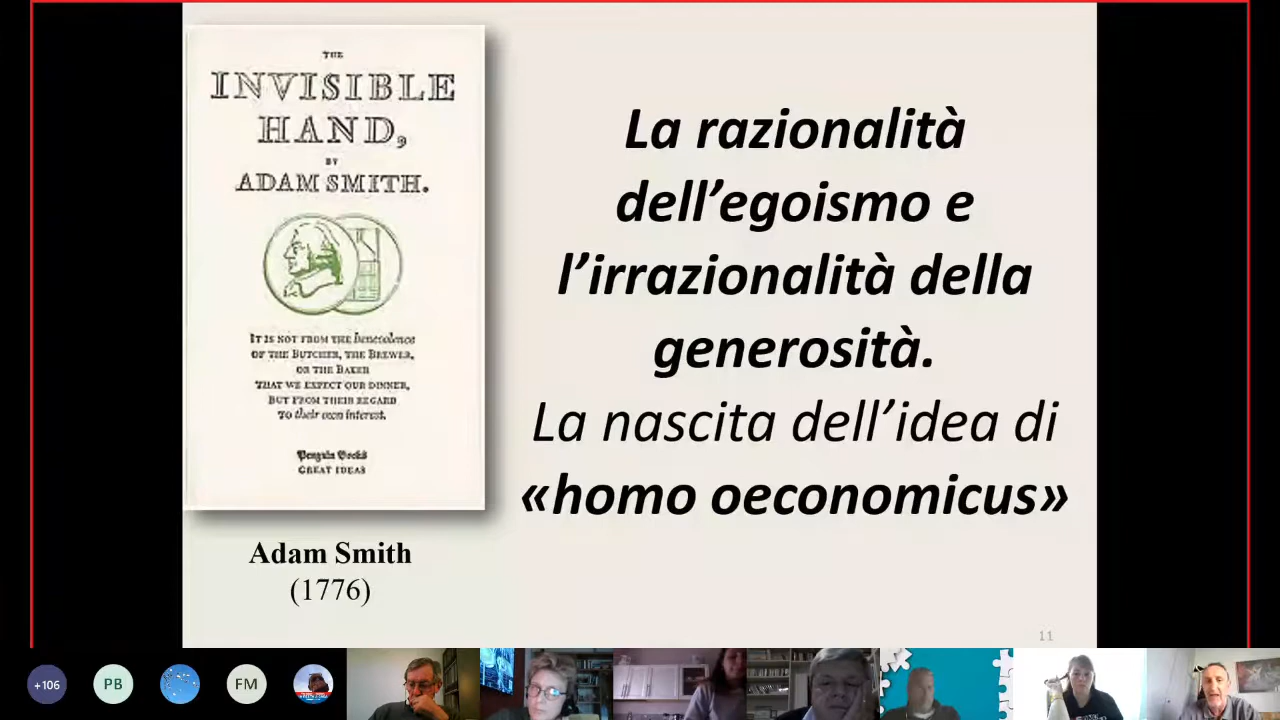 THE
INVISIBLE
HAND,
BY
ADAM SMITH.
IT IS NOT FROM THE benevolence
OF THE BUTCHER, THE BREWER,
OR THE BAKER
THAT WE EXPECT OUR DINNER,
BUT FROM THEIR REGARD
TO their own interest.
Penguin Books
GREAT IDEAS
Adam Smith
(1776)
La razionalità
dell’egoismo e
l’irrazionalità della
generosità.
La nascita dell’idea di
«homo oeconomicus»
11
+106
PB
FM